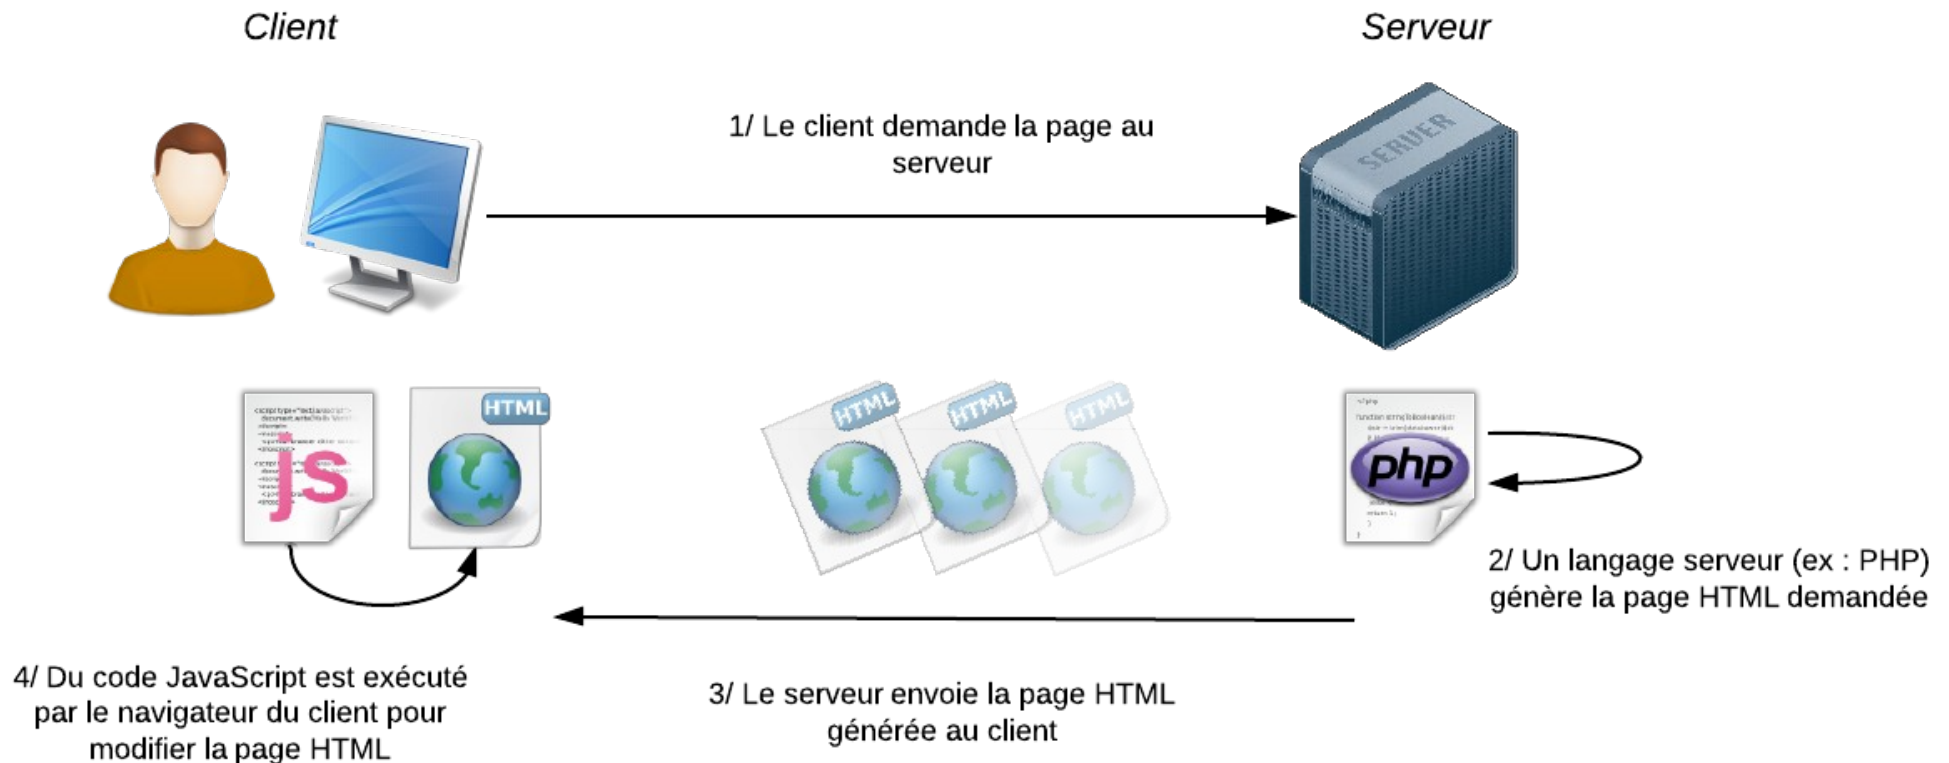 Client
Serveur
1/ Le client demande la page au
serveur
SERVER
HTML
HTML
HTML
HTML
js
php
2/ Un langage serveur (ex : PHP)
génère la page HTML demandée
4/ Du code JavaScript est exécuté
par le navigateur du client pour
modifier la page HTML
3/ Le serveur envoie la page HTML
générée au client